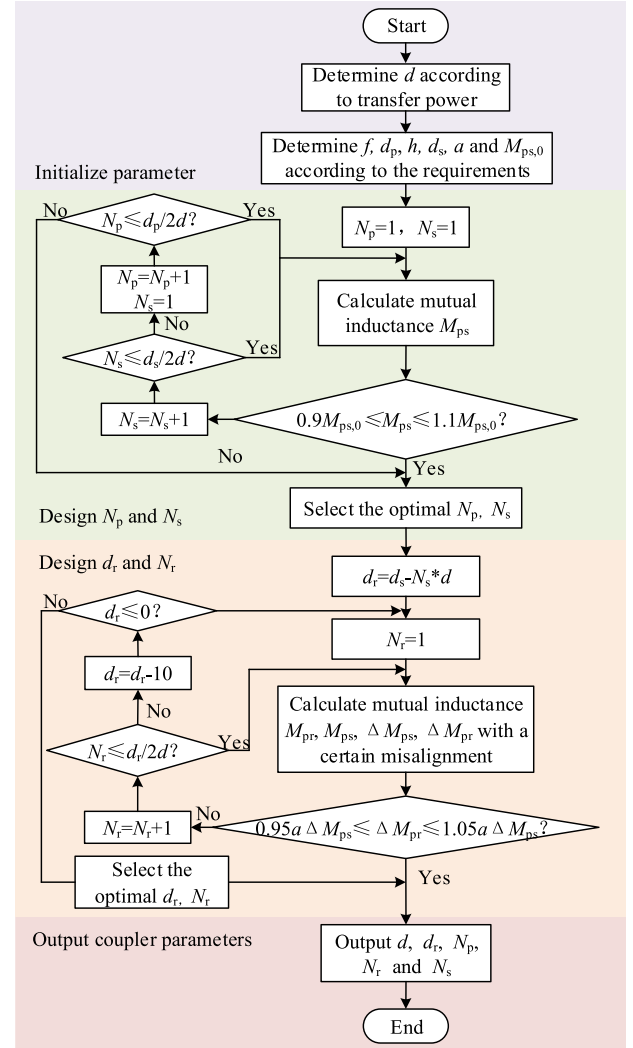 Start
Determine d according
to transfer power
Determine f, dp, h, ds, a and Mps,0
according to the requirements
Initialize parameter
No
Np≤dp/2d?
Yes
Np=1, Ns=1
Np=Np+1
Ns=1
Calculate mutual
inductance Mps
No
Ns≤ds/2d?
Yes
Ns=Ns+1
0.9Mps,0≤Mps≤1.1Mps,0?
No
Yes
Select the optimal Np, Ns
Design Np and Ns
Design dr and Nr
dr=ds-Ns*d
No
dr≤0?
Nr=1
dr=dr-10
Calculate mutual inductance
Mpr, Mps, ΔMps, ΔMpr with a
certain misalignment
No
Nr≤dr/2d?
Yes
Nr=Nr+1
No
0.95aΔMps≤ΔMpr≤1.05aΔMps?
Select the
optimal dr, Nr
Yes
Output coupler parameters
Output d, dr, Np,
Nr and Ns
End